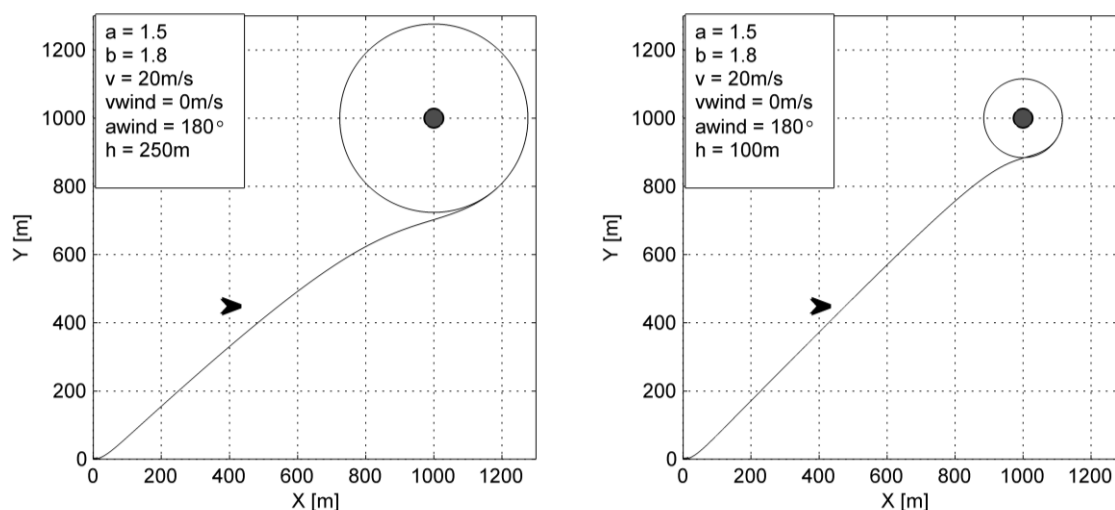 a = 1.5
b = 1.8
v = 20m/s
vwind = 0m/s
awind = 180°
h = 250m
1200
1000
800
600
400
200
0
Y [m]
0 200 400 600 800 1000 1200
X [m]
a = 1.5
b = 1.8
v = 20m/s
vwind = 0m/s
awind = 180°
h = 100m
1200
1000
800
600
400
200
0
Y [m]
0 200 400 600 800 1000 1200
X [m]